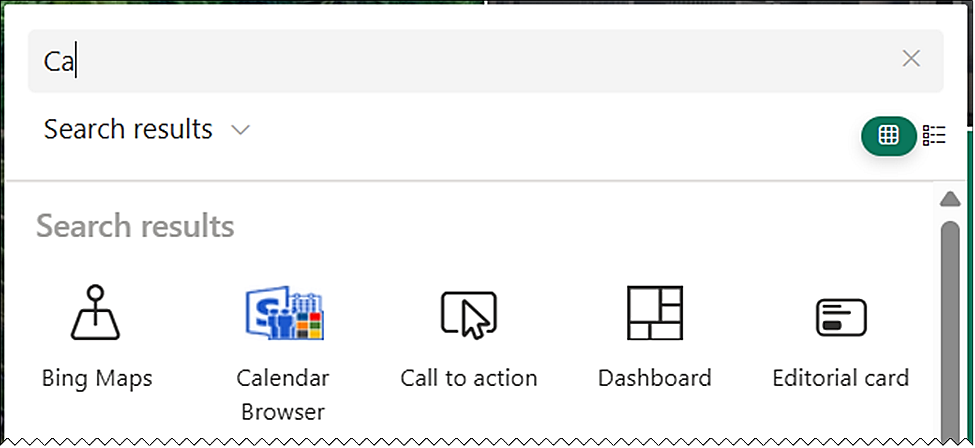 Ca
Search results
Search results
Bing Maps
Calendar
Browser
Call to action
Dashboard
Editorial card